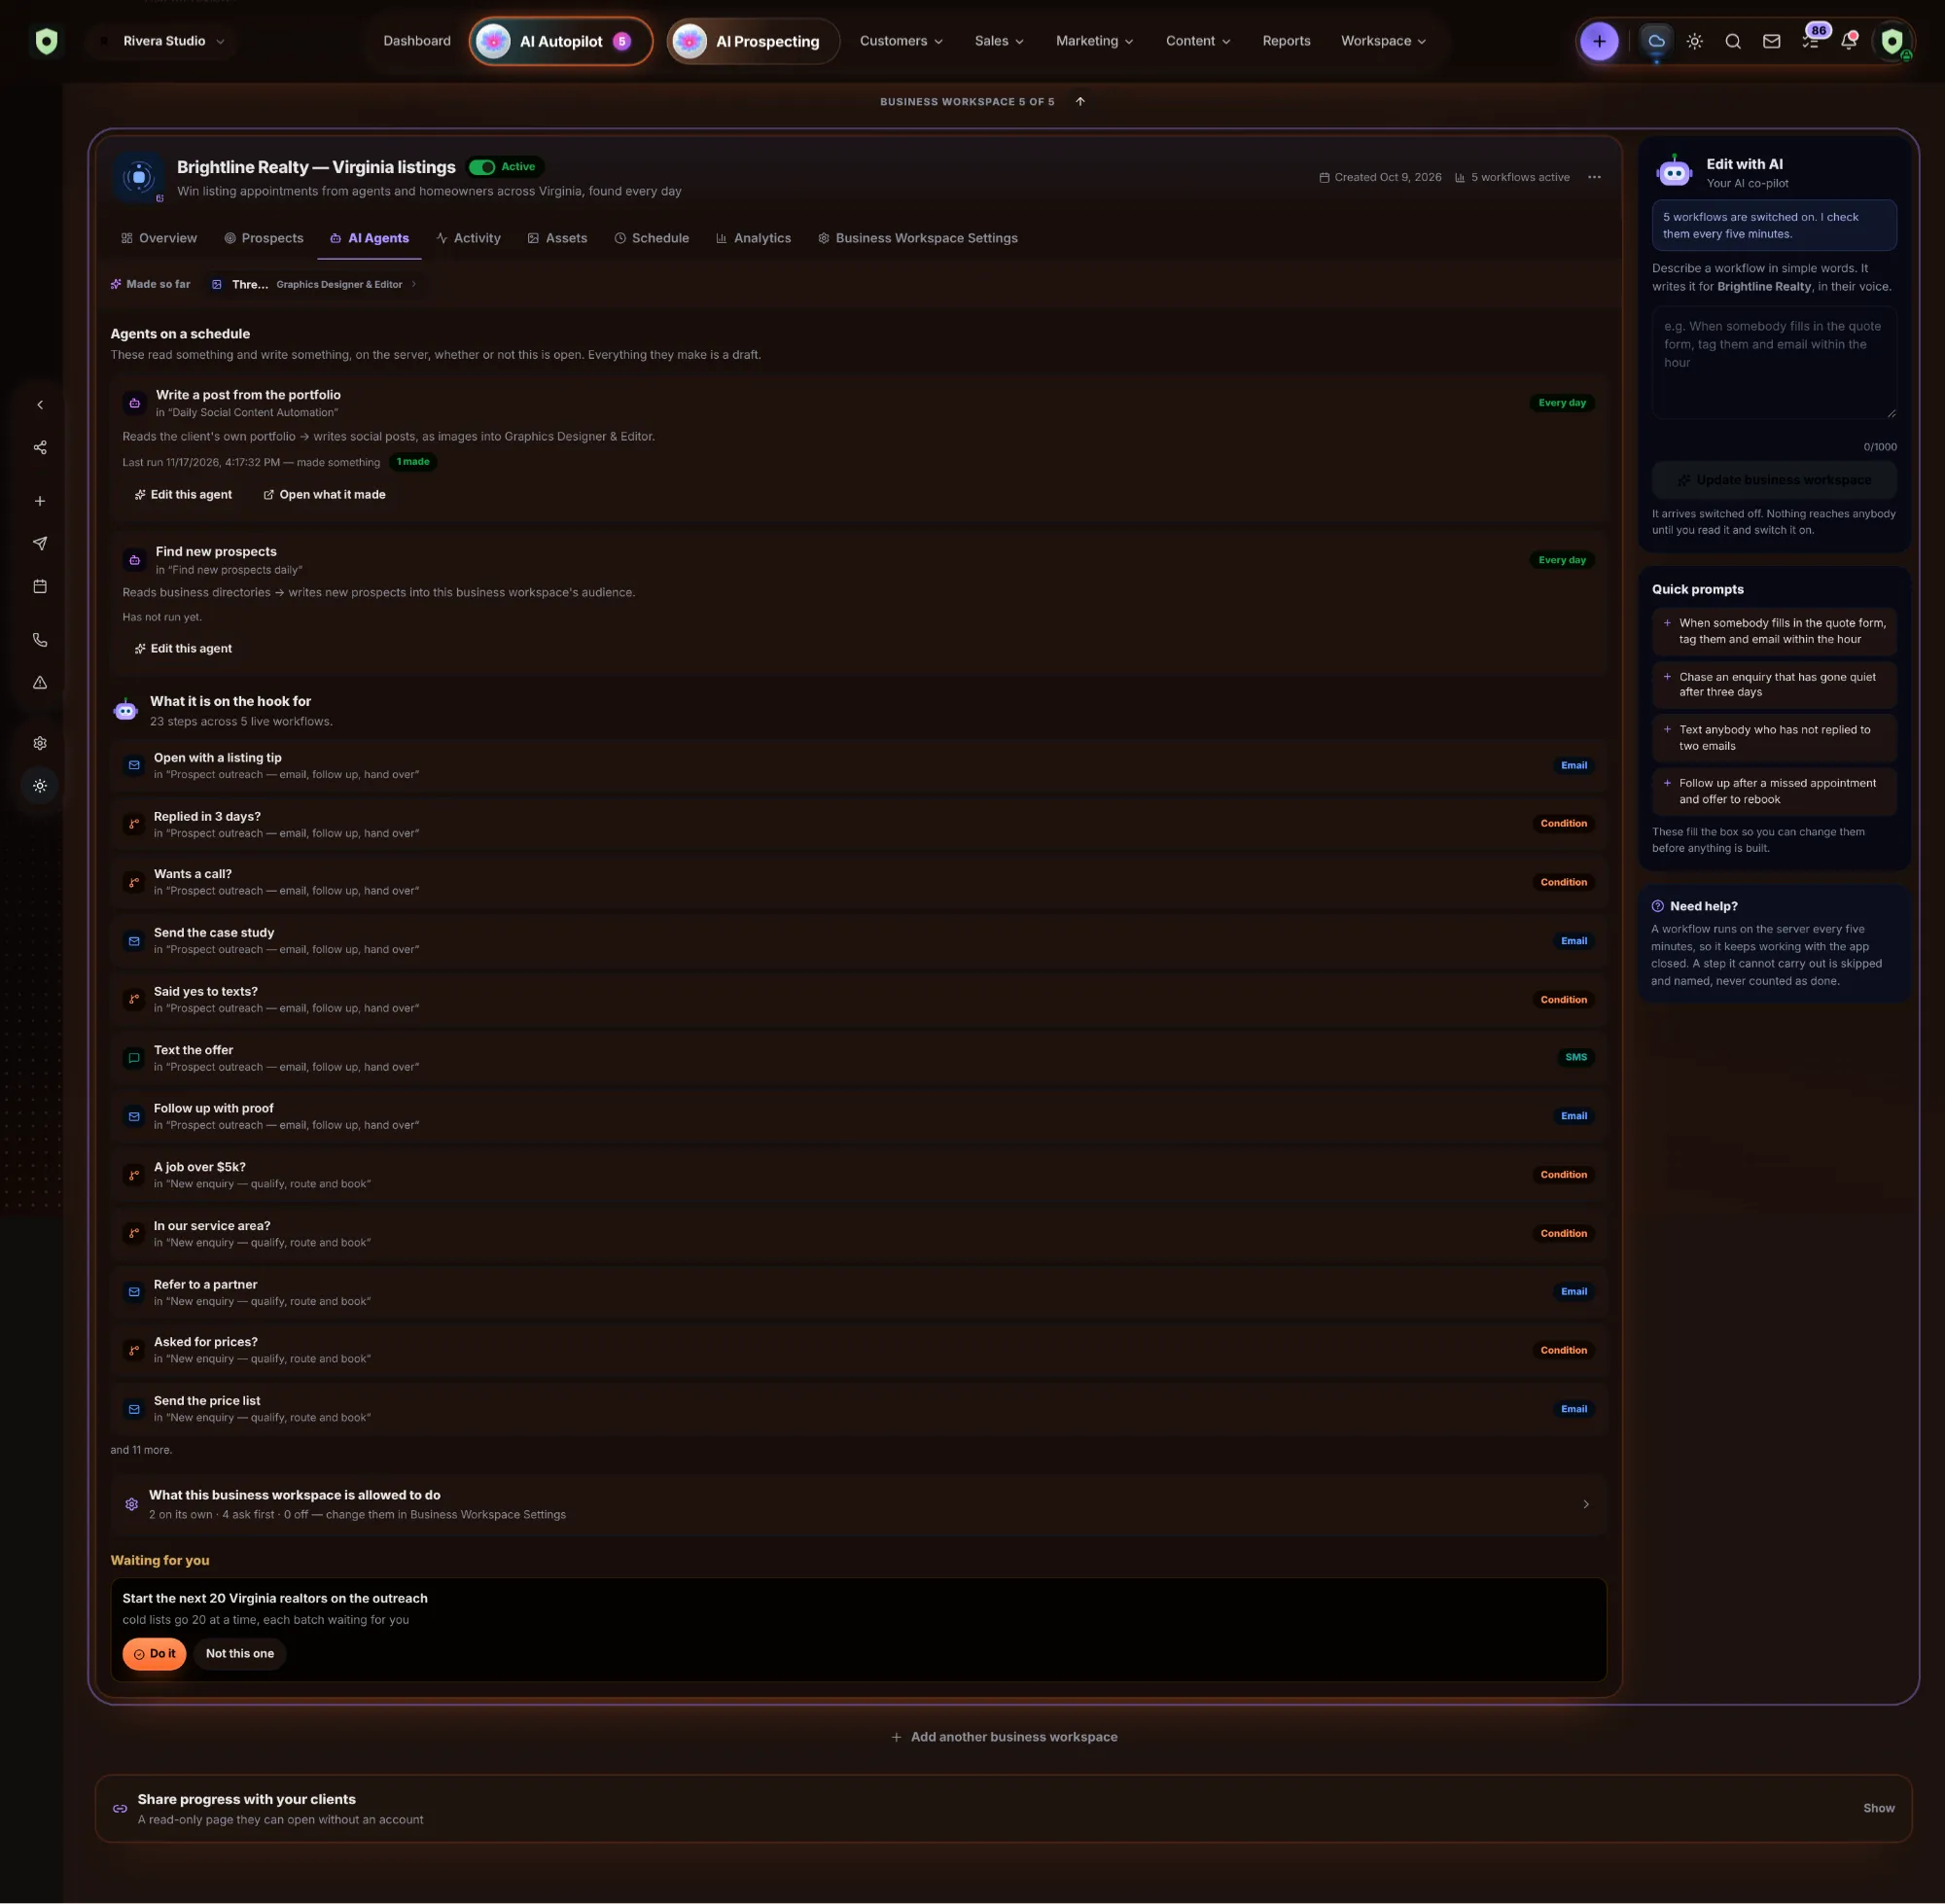 Rivera Studio
Dashboard
AI Autopilot 5
AI Prospecting
Customers
Sales
Marketing
Content
Reports
Workspace
86
BUSINESS WORKSPACE 5 OF 5
Brightline Realty — Virginia listings
Active
Win listing appointments from agents and homeowners across Virginia, found every day
Created Oct 9, 2026
5 workflows active
Overview
Prospects
AI Agents
Activity
Assets
Schedule
Analytics
Business Workspace Settings
Made so far
Thre...
Graphics Designer & Editor
Agents on a schedule
These read something and write something, on the server, whether or not this is open. Everything they make is a draft.
Write a post from the portfolio
in “Daily Social Content Automation”
Every day
Reads the client's own portfolio → writes social posts, as images into Graphics Designer & Editor.
Last run 11/17/2026, 4:17:32 PM — made something
1 made
Edit this agent
Open what it made
Find new prospects
in “Find new prospects daily”
Every day
Reads business directories → writes new prospects into this business workspace's audience.
Has not run yet.
Edit this agent
What it is on the hook for
23 steps across 5 live workflows.
Open with a listing tip
in “Prospect outreach — email, follow up, hand over”
Email
Replied in 3 days?
in “Prospect outreach — email, follow up, hand over”
Condition
Wants a call?
in “Prospect outreach — email, follow up, hand over”
Condition
Send the case study
in “Prospect outreach — email, follow up, hand over”
Email
Said yes to texts?
in “Prospect outreach — email, follow up, hand over”
Condition
Text the offer
in “Prospect outreach — email, follow up, hand over”
SMS
Follow up with proof
in “Prospect outreach — email, follow up, hand over”
Email
A job over $5k?
in “New enquiry — qualify, route and book”
Condition
In our service area?
in “New enquiry — qualify, route and book”
Condition
Refer to a partner
in “New enquiry — qualify, route and book”
Email
Asked for prices?
in “New enquiry — qualify, route and book”
Condition
Send the price list
in “New enquiry — qualify, route and book”
Email
and 11 more.
What this business workspace is allowed to do
2 on its own · 4 ask first · 0 off — change them in Business Workspace Settings
Waiting for you
Start the next 20 Virginia realtors on the outreach
cold lists go 20 at a time, each batch waiting for you
Do it
Not this one
Edit with AI
Your AI co-pilot
5 workflows are switched on. I check
them every five minutes.
Describe a workflow in simple words. It
writes it for Brightline Realty, in their voice.
e.g. When somebody fills in the quote
form, tag them and email within the
hour
0/1000
Update business workspace
It arrives switched off. Nothing reaches anybody
until you read it and switch it on.
Quick prompts
When somebody fills in the quote form,
tag them and email within the hour
Chase an enquiry that has gone quiet
after three days
Text anybody who has not replied to
two emails
Follow up after a missed appointment
and offer to rebook
These fill the box so you can change them
before anything is built.
Need help?
A workflow runs on the server every five
minutes, so it keeps working with the app
closed. A step it cannot carry out is skipped
and named, never counted as done.
Add another business workspace
Share progress with your clients
A read-only page they can open without an account
Show